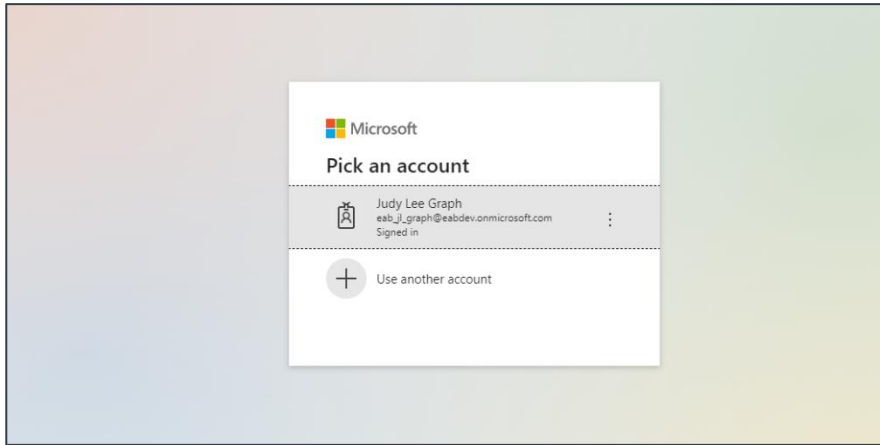 Microsoft
Pick an account
Judy Lee Graph
eab_jl_graph@eabdev.onmicrosoft.com
Signed in
Use another account